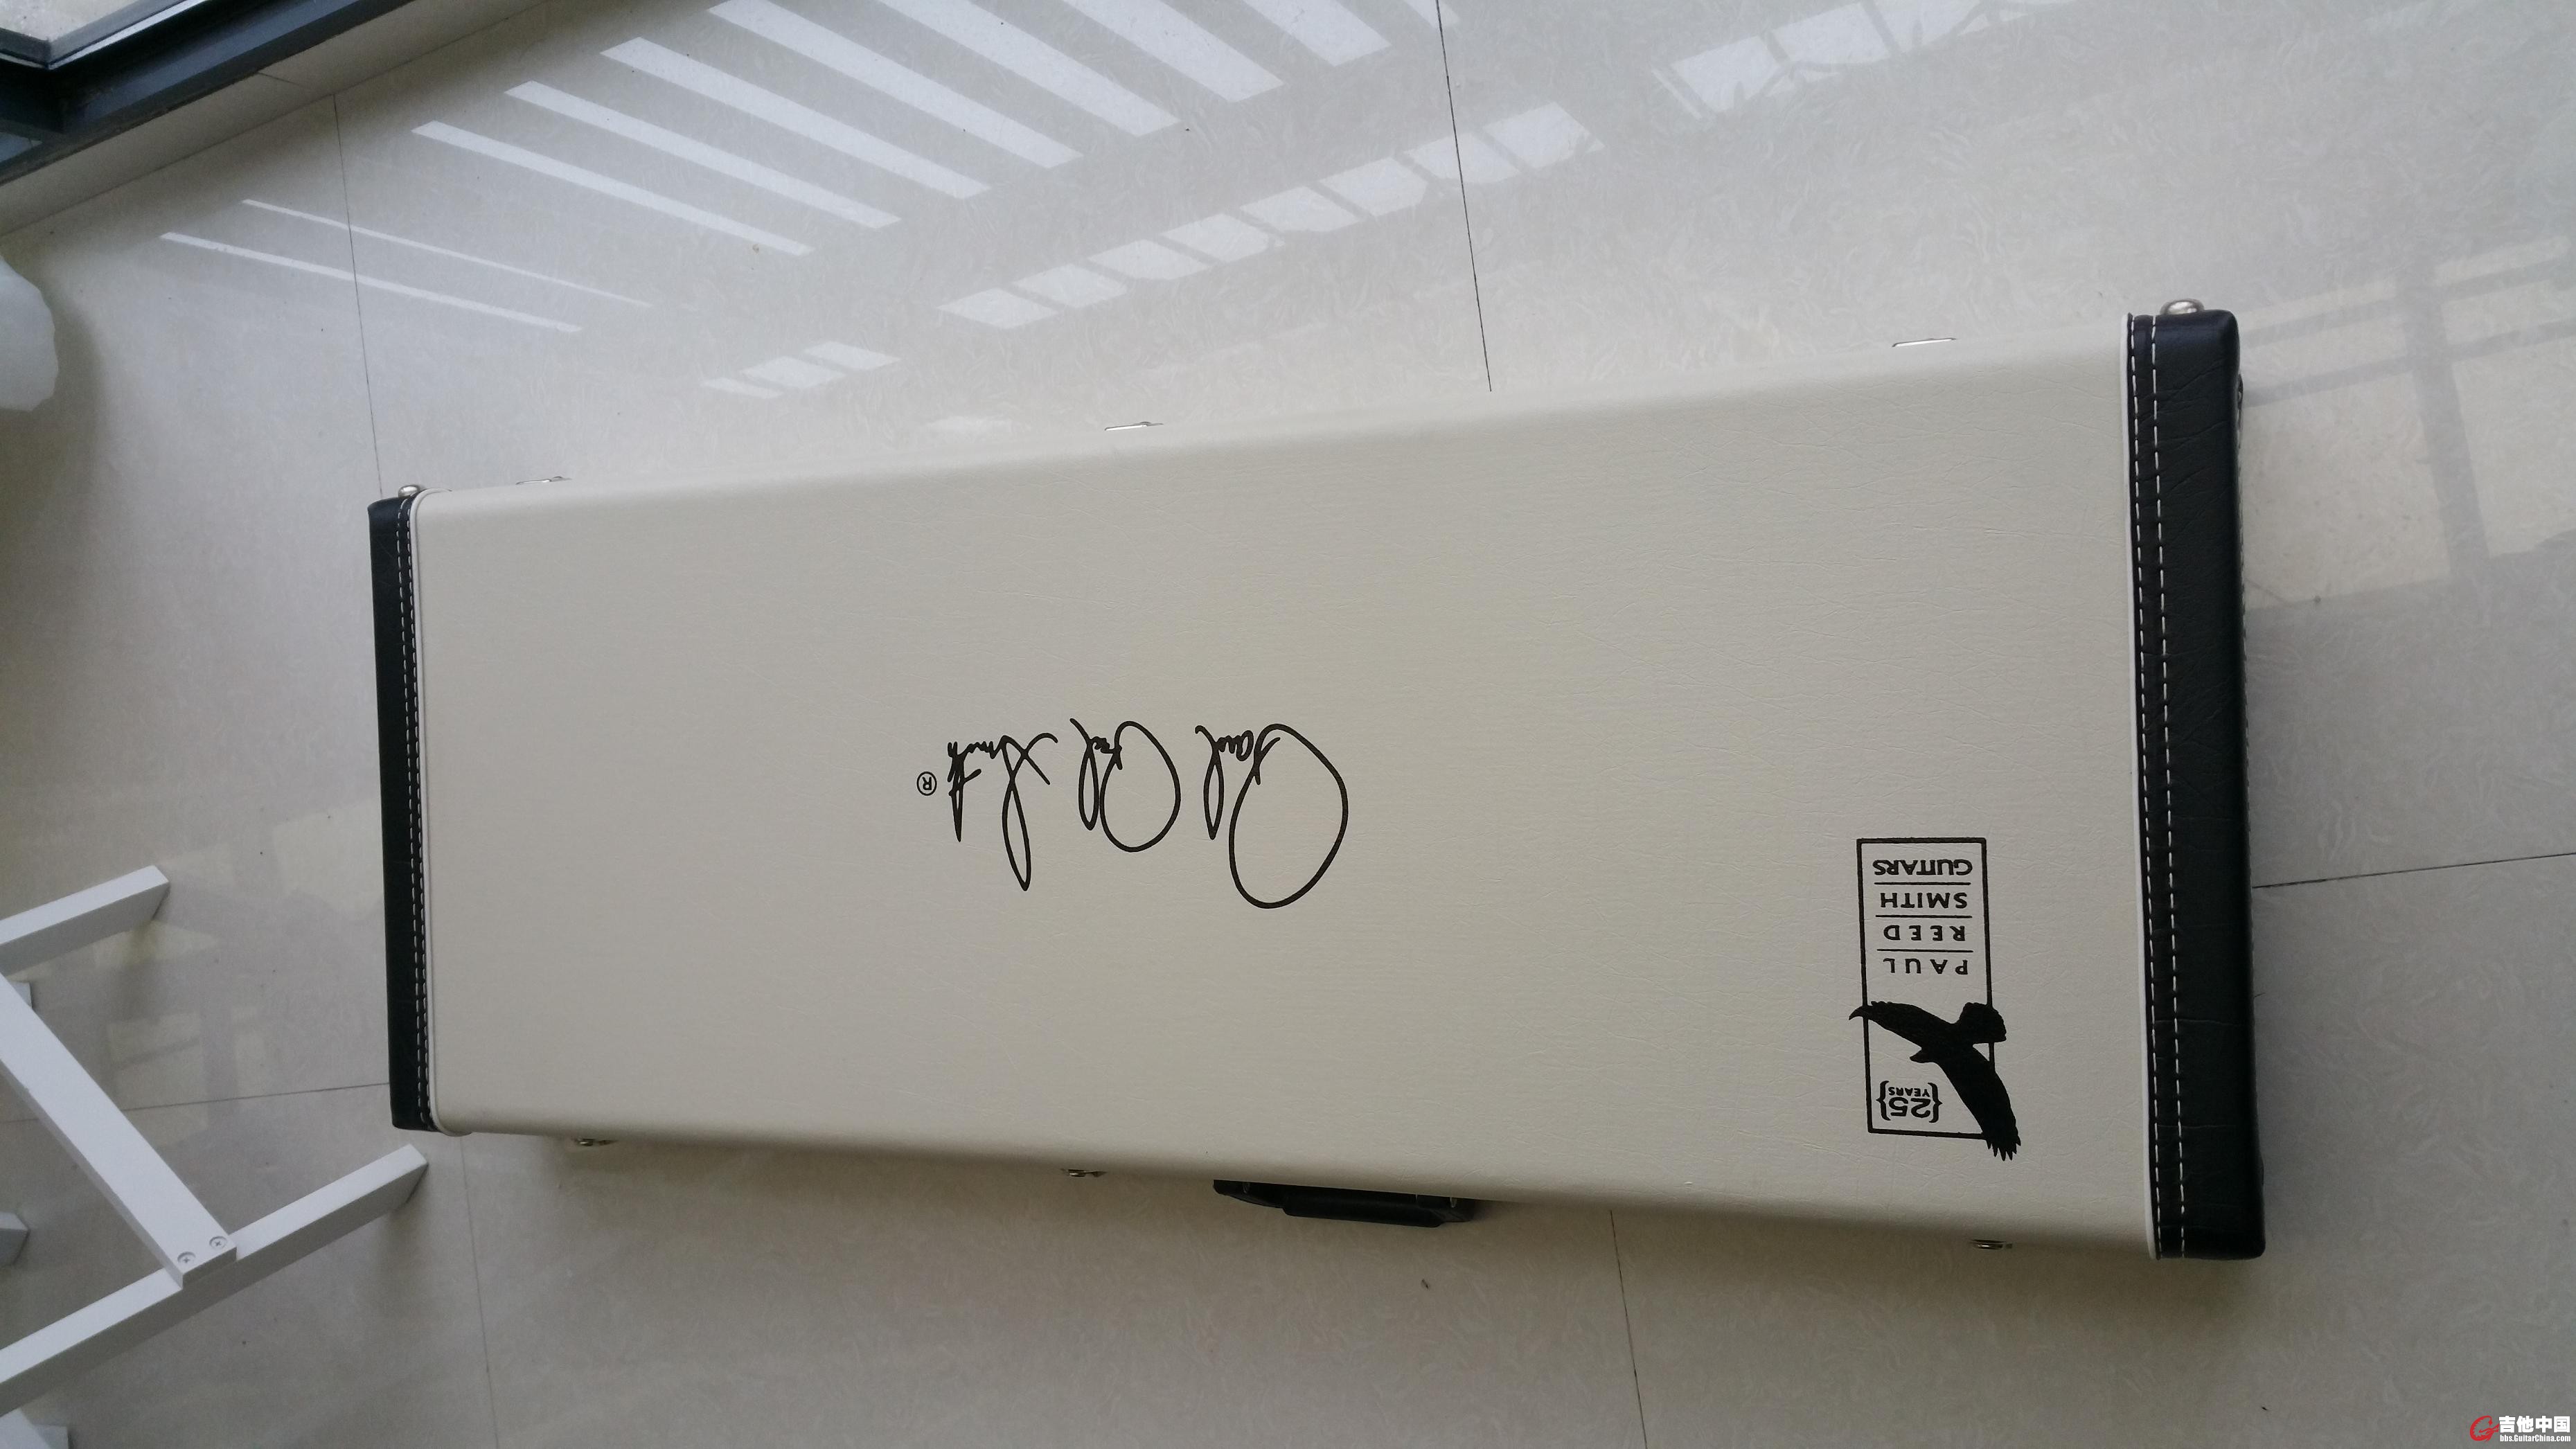 Paul Reed Smith ®
{25}
YEARS
PAUL
REED
SMITH
GUITARS
吉他中国
bbs.GuitarChina.com